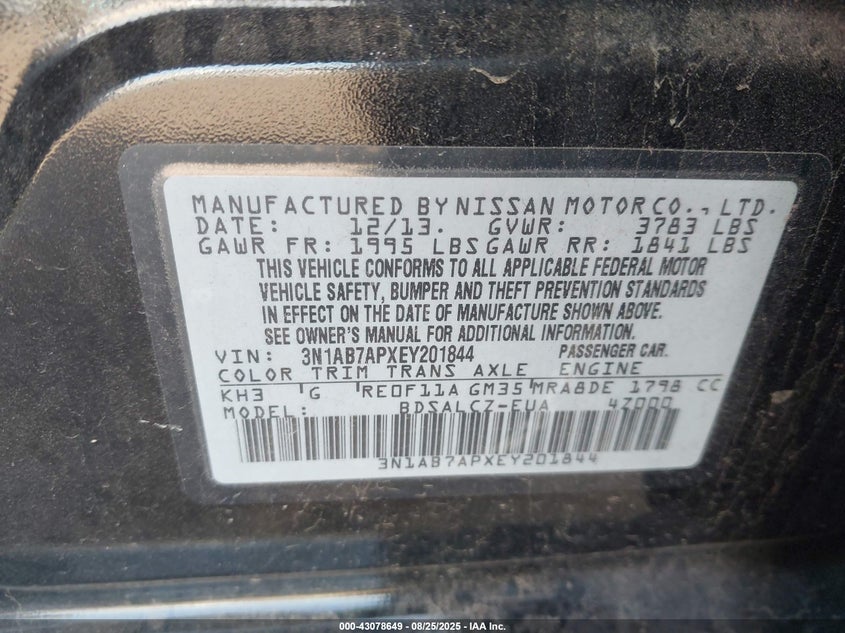 MANUFACTURED BY NISSAN MOTOR CO., LTD.
DATE: 12/13. GVWR: 3783 LBS
GAWR FR: 1995 LBS GAWR RR: 1841 LBS
THIS VEHICLE CONFORMS TO ALL APPLICABLE FEDERAL MOTOR
VEHICLE SAFETY, BUMPER AND THEFT PREVENTION STANDARDS
IN EFFECT ON THE DATE OF MANUFACTURE SHOWN ABOVE.
SEE OWNER'S MANUAL FOR ADDITIONAL INFORMATION.
VIN: 3N1AB7APXEY201844 PASSENGER CAR.
COLOR TRIM TRANS AXLE ENGINE
KH3 G RE0F11A GM35 MRA8DE 1798 CC
MODEL: BDSALCZ-EUA 4Z000
3N1AB7APXEY201844
000-43078649 - 08/25/2025 - IAA Inc.